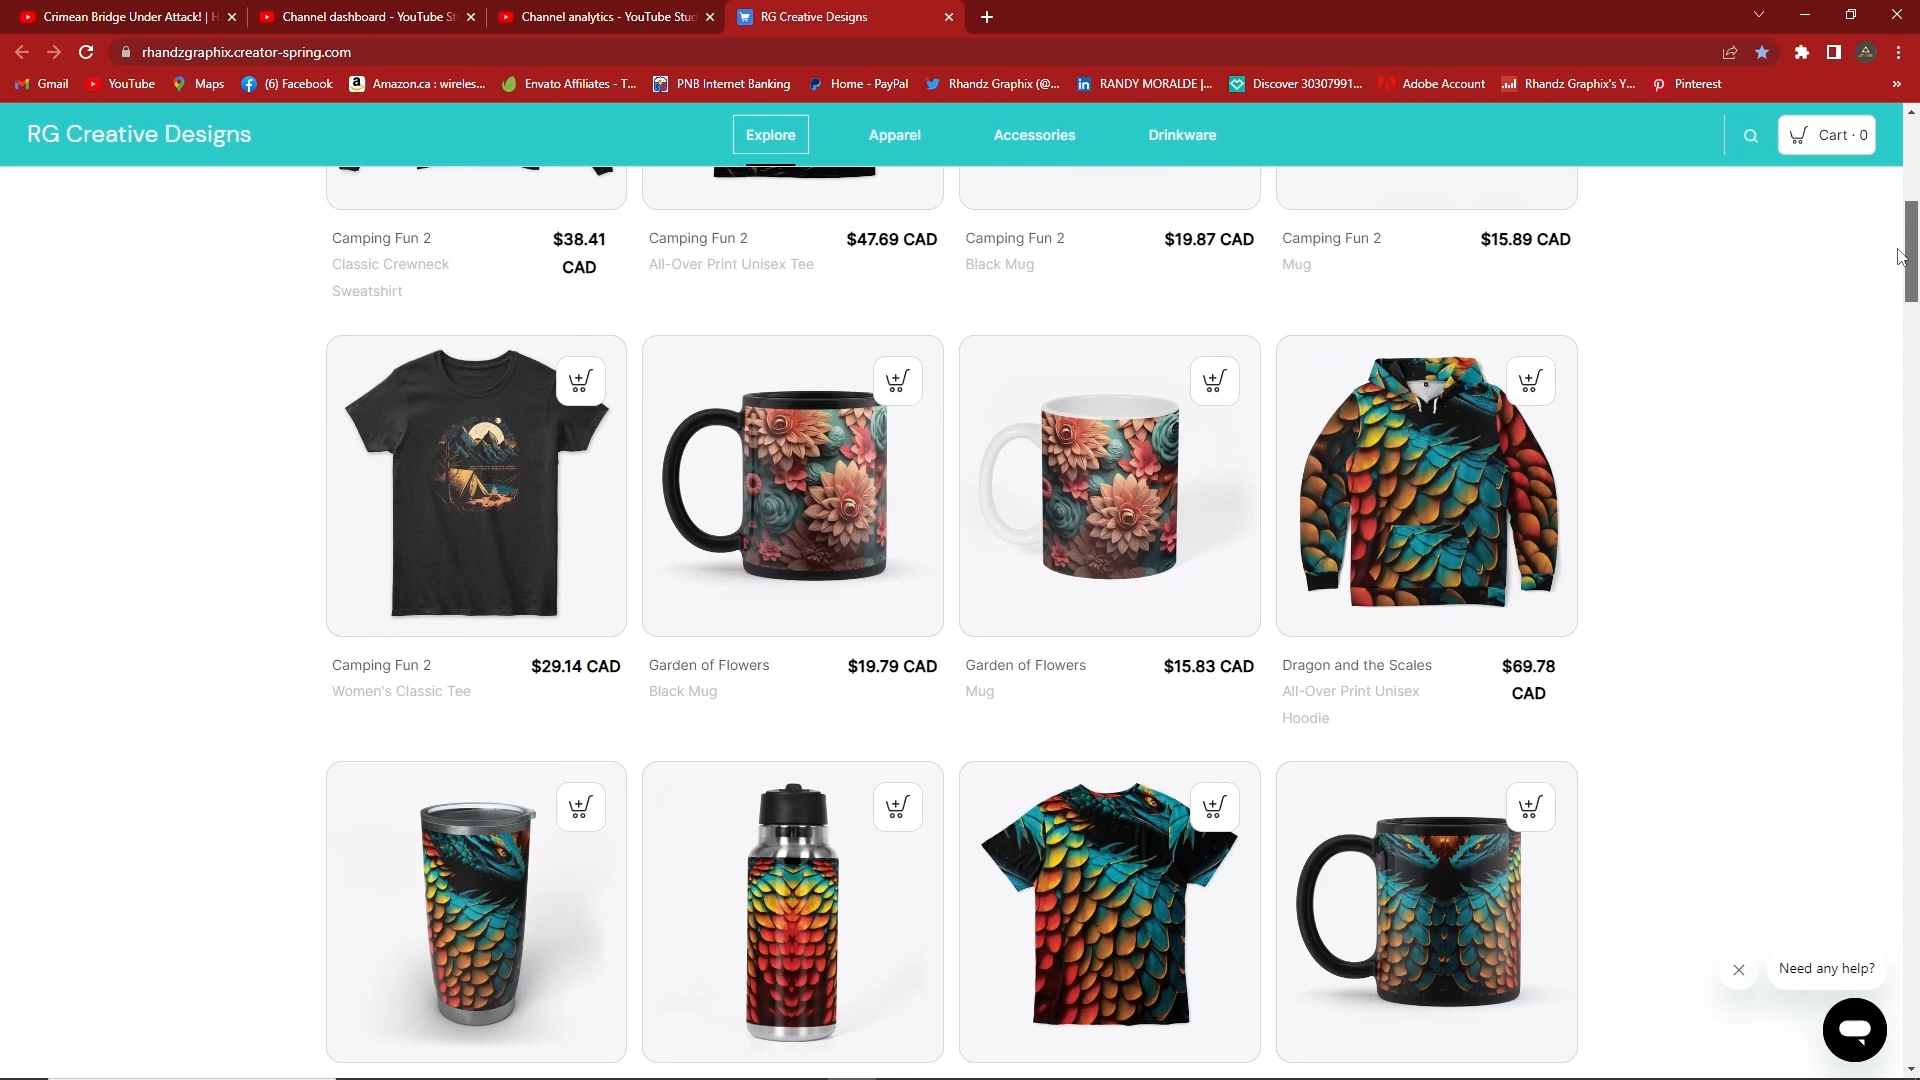 Crimean Bridge Under Attack! | H
Channel dashboard - YouTube St
Channel analytics - YouTube Stud
RG Creative Designs
rhandzgraphix.creator-spring.com
Gmail
YouTube
Maps
(6) Facebook
Amazon.ca : wireles...
Envato Affiliates - T...
PNB Internet Banking
Home - PayPal
Rhandz Graphix (@...
RANDY MORALDE |...
Discover 30307991...
Adobe Account
Rhandz Graphix's Y...
Pinterest
»
RG Creative Designs
Explore
Apparel
Accessories
Drinkware
Cart · 0
Camping Fun 2
$38.41
CAD
Classic Crewneck
Sweatshirt
Camping Fun 2
$47.69 CAD
All-Over Print Unisex Tee
Camping Fun 2
$19.87 CAD
Black Mug
Camping Fun 2
$15.89 CAD
Mug
Camping Fun 2
$29.14 CAD
Women's Classic Tee
Garden of Flowers
$19.79 CAD
Black Mug
Garden of Flowers
$15.83 CAD
Mug
Dragon and the Scales
$69.78
CAD
All-Over Print Unisex
Hoodie
Need any help?